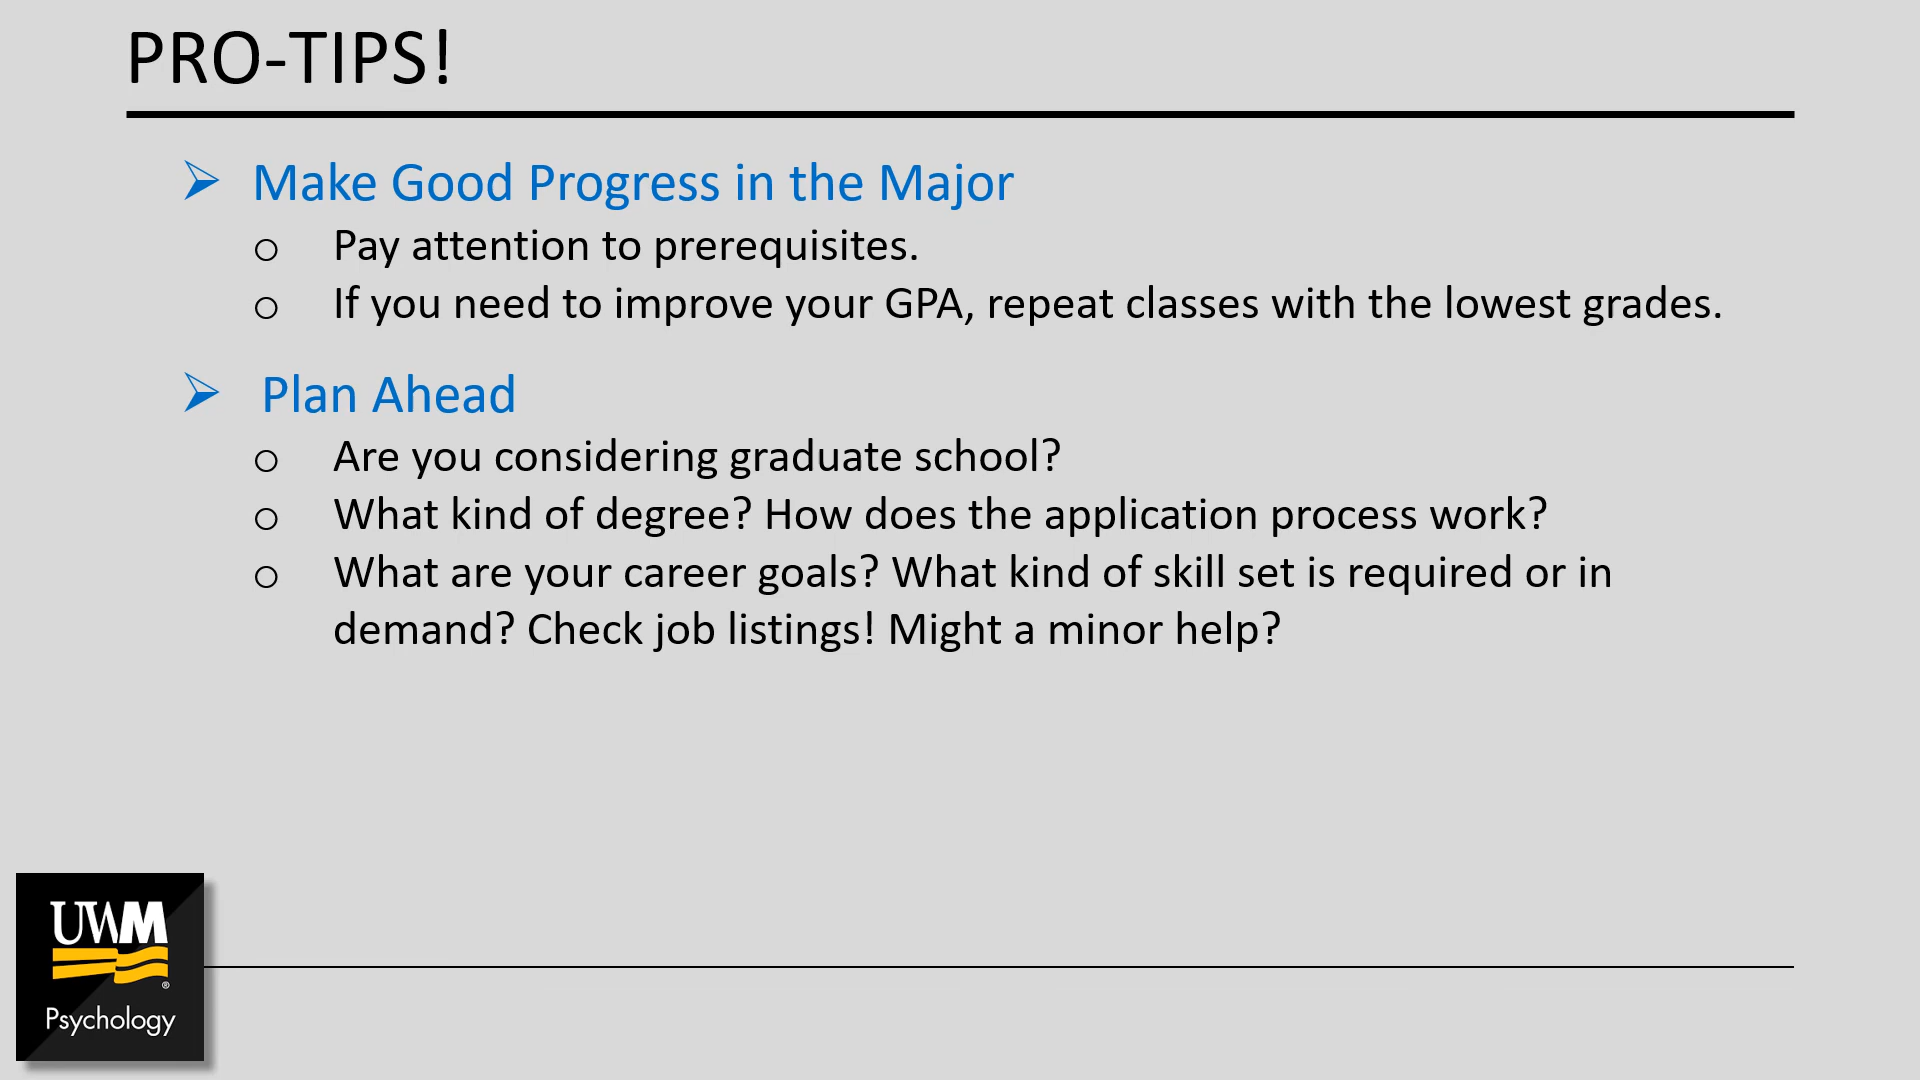 PRO-TIPS!
➢ Make Good Progress in the Major
o Pay attention to prerequisites.
o If you need to improve your GPA, repeat classes with the lowest grades.
➢ Plan Ahead
o Are you considering graduate school?
o What kind of degree? How does the application process work?
o What are your career goals? What kind of skill set is required or in
demand? Check job listings! Might a minor help?
UWM
®
Psychology